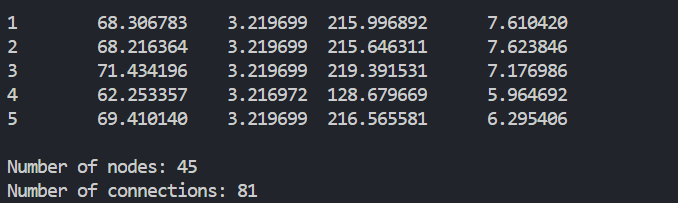 1 68.306783 3.219699 215.996892 7.610420
2 68.216364 3.219699 215.646311 7.623846
3 71.434196 3.219699 219.391531 7.176986
4 62.253357 3.216972 128.679669 5.964692
5 69.410140 3.219699 216.565581 6.295406
Number of nodes: 45
Number of connections: 81